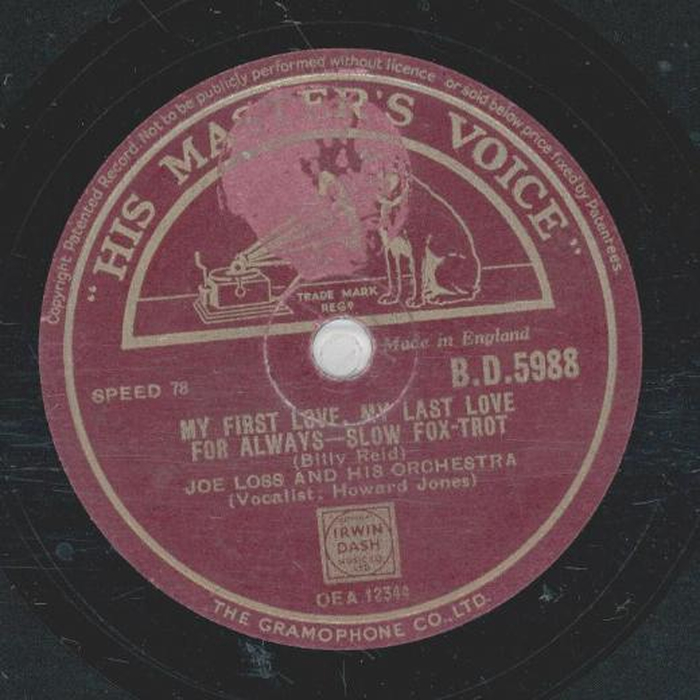 Copyright Patented Record. Not to be publicly performed without licence or sold below price fixed by Patentees
"HIS MASTER'S VOICE"
TRADE MARK
REGD
Made in England
B.D.5988
SPEED 78
MY FIRST LOVE, MY LAST LOVE
FOR ALWAYS—SLOW FOX-TROT
(Billy Reid)
JOE LOSS AND HIS ORCHESTRA
(Vocalist: Howard Jones)
IRWIN
DASH
MUSIC CO.
LTD
OEA 12344
THE GRAMOPHONE CO., LTD.